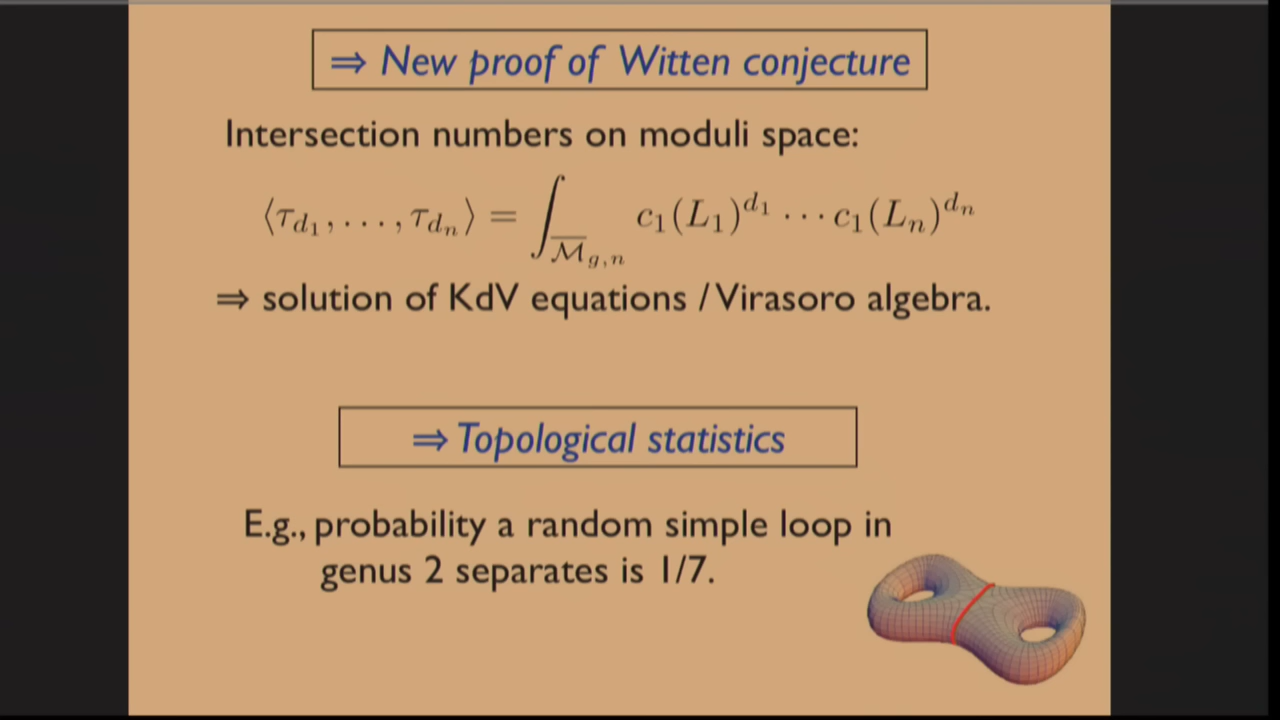 ⇒ New proof of Witten conjecture
Intersection numbers on moduli space:
⟨τ_{d_1}, . . . , τ_{d_n}⟩ = ∫_{\overline{M}_{g,n}} c_1(L_1)^{d_1} · · · c_1(L_n)^{d_n}
⇒ solution of KdV equations / Virasoro algebra.
⇒ Topological statistics
E.g., probability a random simple loop in
genus 2 separates is 1/7.